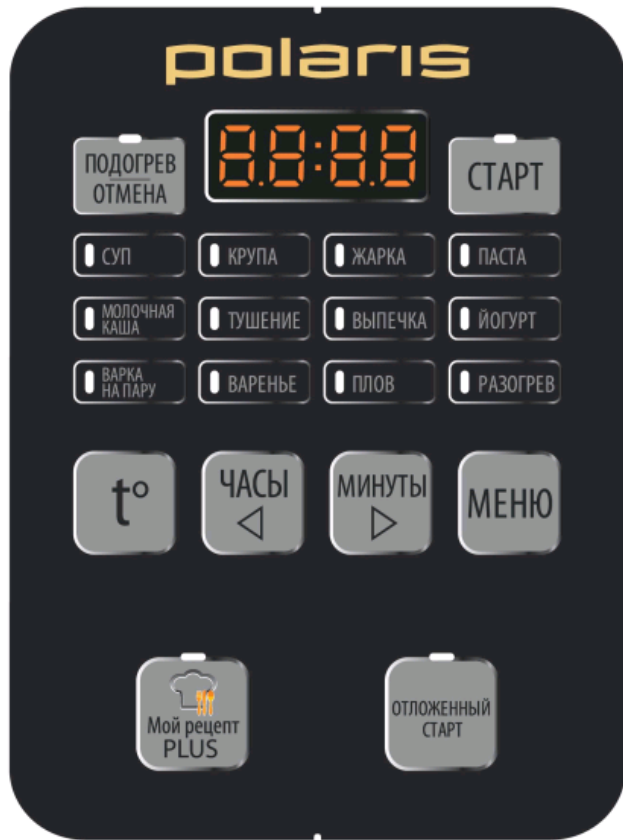 polaris
ПОДОГРЕВ
ОТМЕНА
88:88
СТАРТ
СУП
КРУПА
ЖАРКА
ПАСТА
МОЛОЧНАЯ
КАША
ТУШЕНИЕ
ВЫПЕЧКА
ЙОГУРТ
ВАРКА
НА ПАРУ
ВАРЕНЬЕ
ПЛОВ
РАЗОГРЕВ
t°
ЧАСЫ
МИНУТЫ
МЕНЮ
Мой рецепт
PLUS
ОТЛОЖЕННЫЙ
СТАРТ